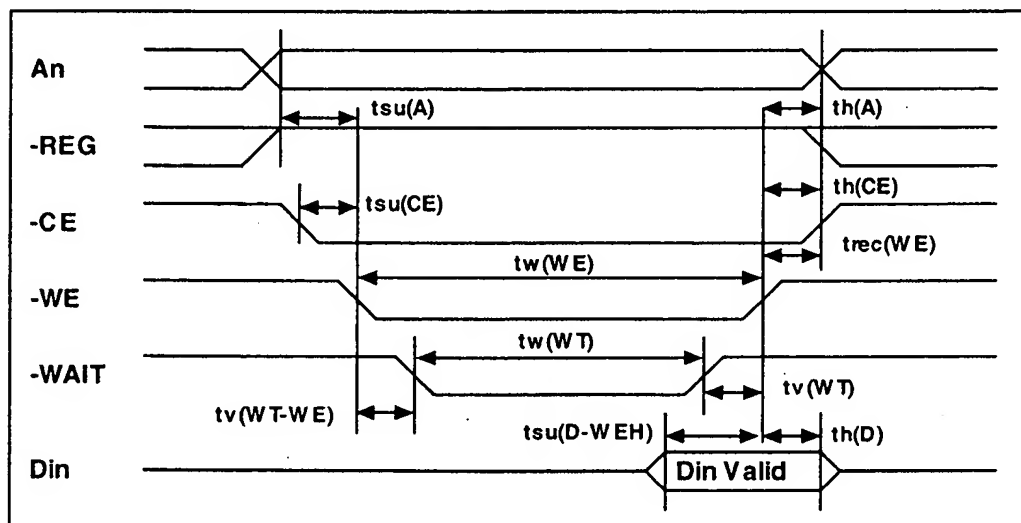 An
tsu(A)
th(A)
-REG
th(CE)
tsu(CE)
-CE
trec(WE)
tw(WE)
-WE
tw(WT)
-WAIT
tv(WT)
tv(WT-WE)
tsu(D-WEH)
th(D)
Din
Din Valid